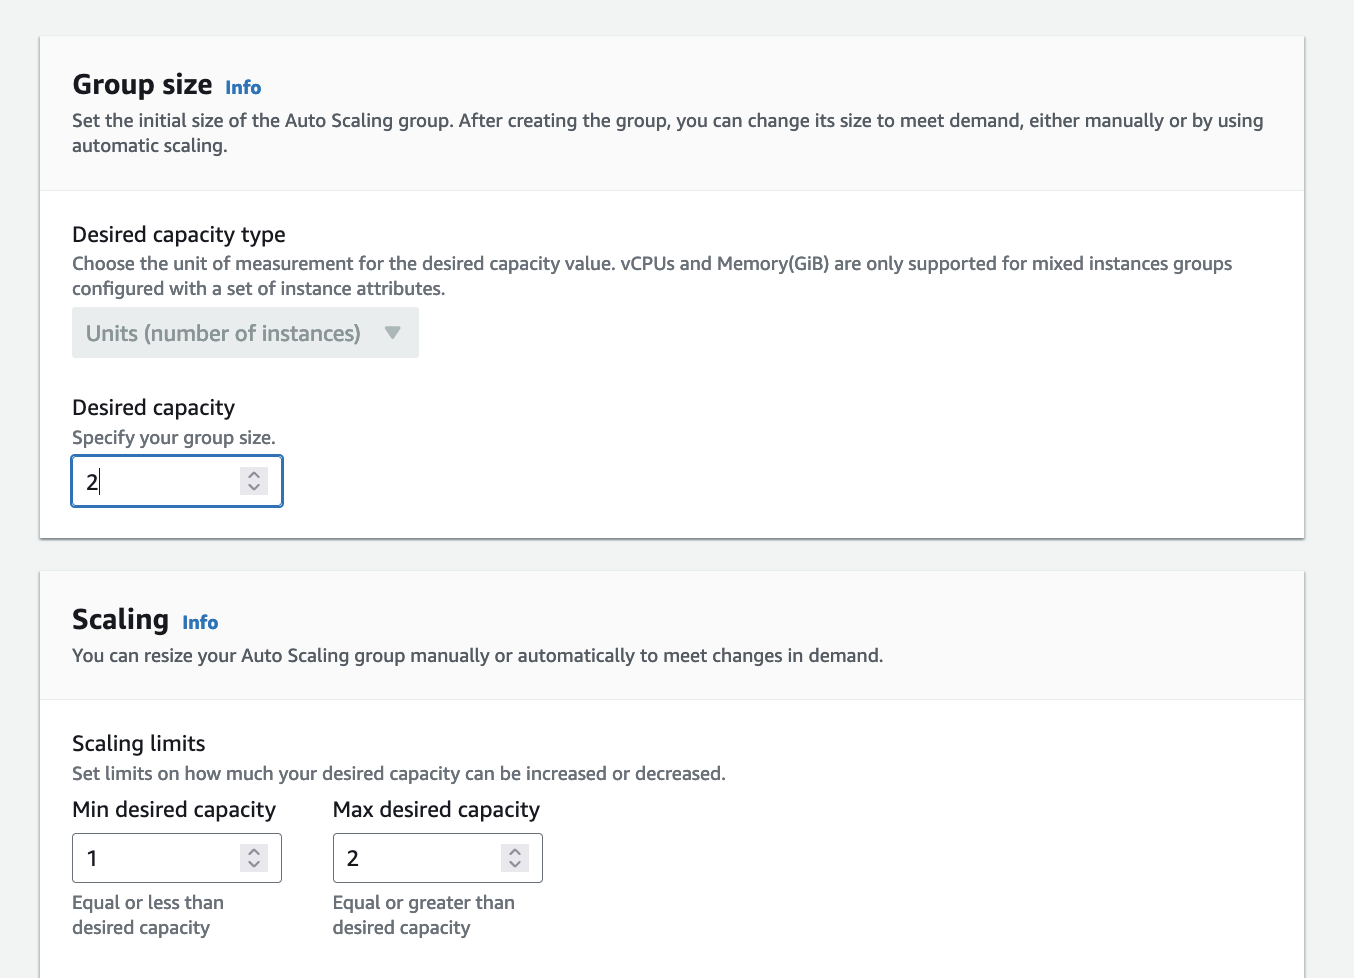 Group size Info
Set the initial size of the Auto Scaling group. After creating the group, you can change its size to meet demand, either manually or by using
automatic scaling.
Desired capacity type
Choose the unit of measurement for the desired capacity value. vCPUs and Memory(GiB) are only supported for mixed instances groups
configured with a set of instance attributes.
Units (number of instances)
Desired capacity
Specify your group size.
2
Scaling Info
You can resize your Auto Scaling group manually or automatically to meet changes in demand.
Scaling limits
Set limits on how much your desired capacity can be increased or decreased.
Min desired capacity
1
Equal or less than
desired capacity
Max desired capacity
2
Equal or greater than
desired capacity